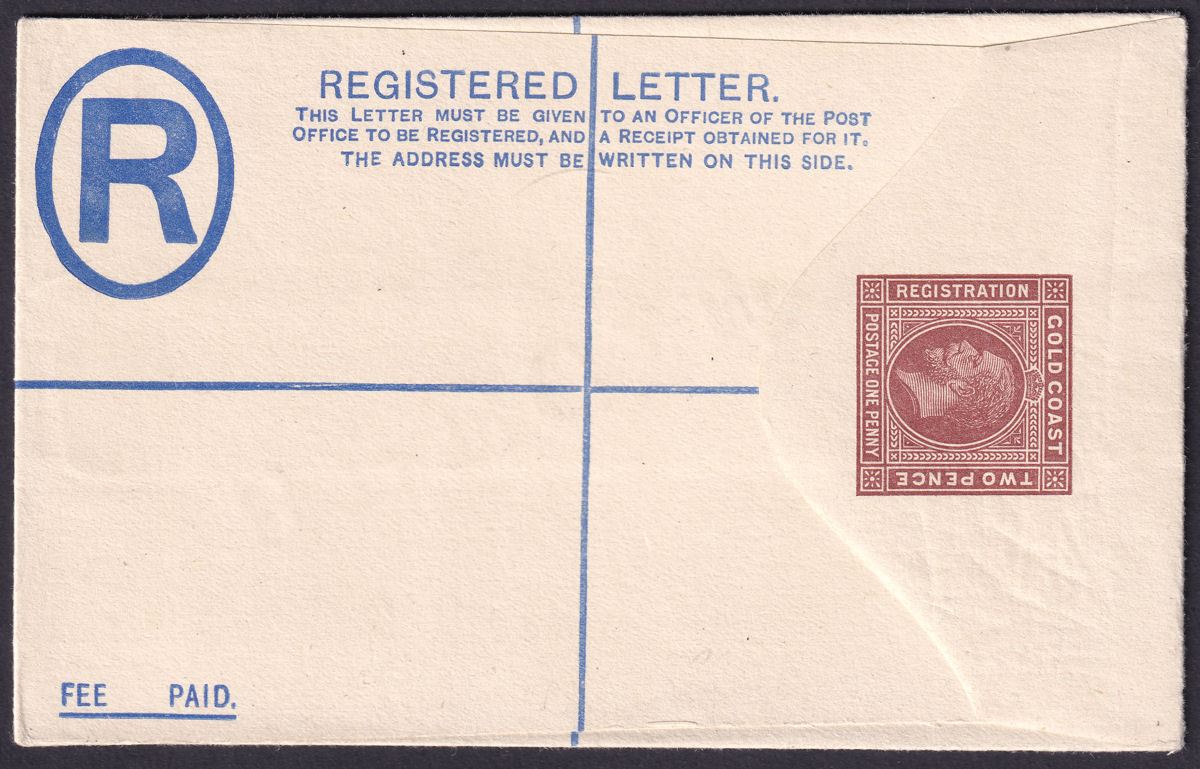 R
REGISTERED LETTER.
THIS LETTER MUST BE GIVEN TO AN OFFICER OF THE POST
OFFICE TO BE REGISTERED, AND A RECEIPT OBTAINED FOR IT.
THE ADDRESS MUST BE WRITTEN ON THIS SIDE.
REGISTRATION
GOLD COAST
POSTAGE ONE PENNY
TWO PENCE
FEE PAID.